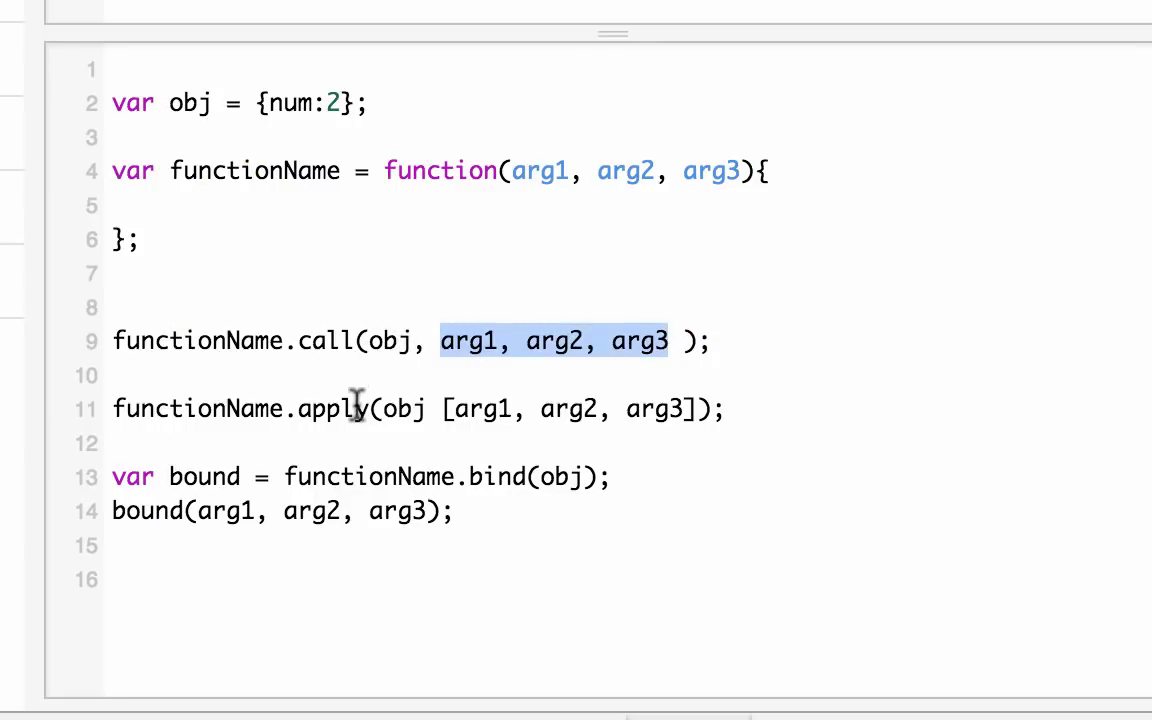 1
2 var obj = {num:2};
3
4 var functionName = function(arg1, arg2, arg3){
5
6 };
7
8
9 functionName.call(obj, arg1, arg2, arg3 );
10
11 functionName.apply(obj [arg1, arg2, arg3]);
12
13 var bound = functionName.bind(obj);
14 bound(arg1, arg2, arg3);
15
16